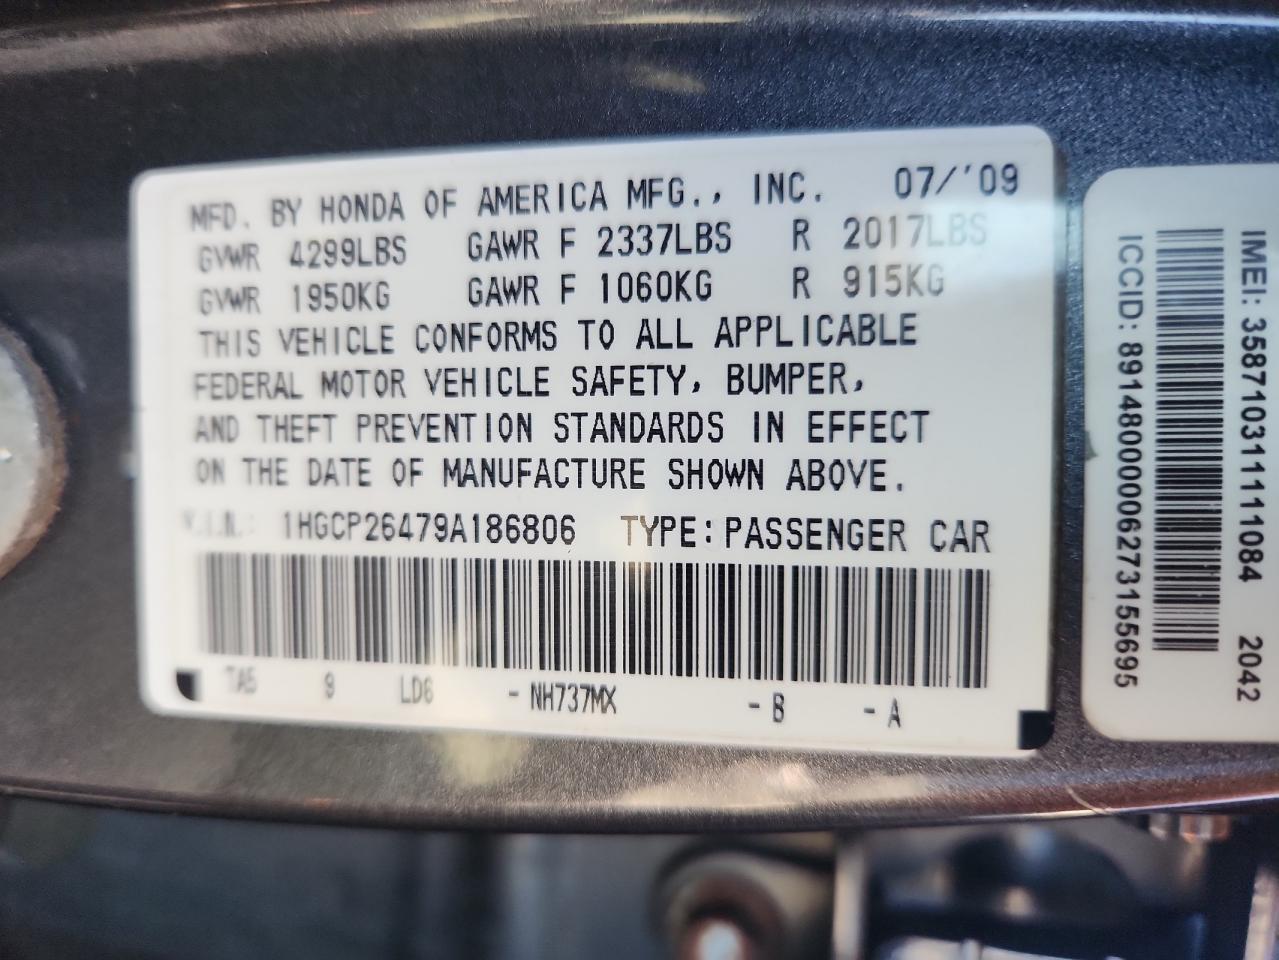 MFD. BY HONDA OF AMERICA MFG., INC. 07/'09
GVWR 4299LBS GAWR F 2337LBS R 2017LBS
GVWR 1950KG GAWR F 1060KG R 915KG
THIS VEHICLE CONFORMS TO ALL APPLICABLE
FEDERAL MOTOR VEHICLE SAFETY, BUMPER,
AND THEFT PREVENTION STANDARDS IN EFFECT
ON THE DATE OF MANUFACTURE SHOWN ABOVE.
V.I.N.: 1HGCP26479A186806 TYPE: PASSENGER CAR
TA5 9 LD6 - NH737MX - B - A
IMEI: 358710311111084 2042
ICCID: 89148000006273155695